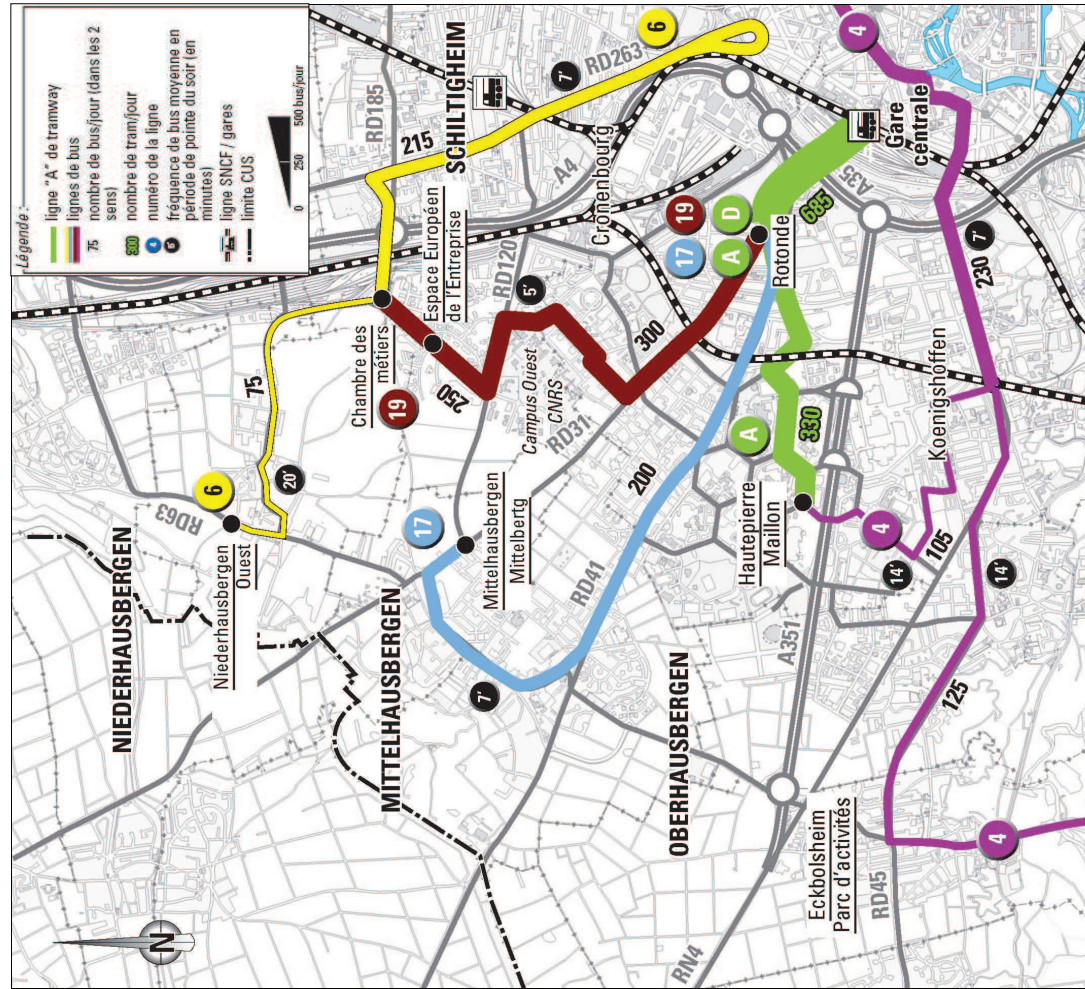 Légende :
ligne "A" de tramway
lignes de bus
75
nombre de bus/jour (dans les 2
sens)
300
nombre de tram/jour
4
numéro de la ligne
6'
fréquence de bus moyenne en
période de pointe du soir (en
minutes)
ligne SNCF / gares
limite CUS
0
250
500 bus/jour
N
NIEDERHAUSBERGEN
RD63
6
Niederhausbergen
Ouest
20'
75
MITTELHAUSBERGEN
17
Mittelhausbergen
Mittelbertg
7'
Chambre des
métiers
19
Espace Européen
de l'Entreprise
250
RD120
5'
Campus Ouest
CNRS
RD31
300
215
RD185
SCHILTIGHEIM
7'
RD263
6
A4
Cronenbourg
17
19
A
D
Rotonde
685
A35
Gare
centrale
4
200
RD41
A
330
Hautepierre
Maillon
OBERHAUSBERGEN
A351
4
14'
Koenigshoffen
230
7'
105
14'
125
Eckbolsheim
Parc d'activités
RD45
RN4
4